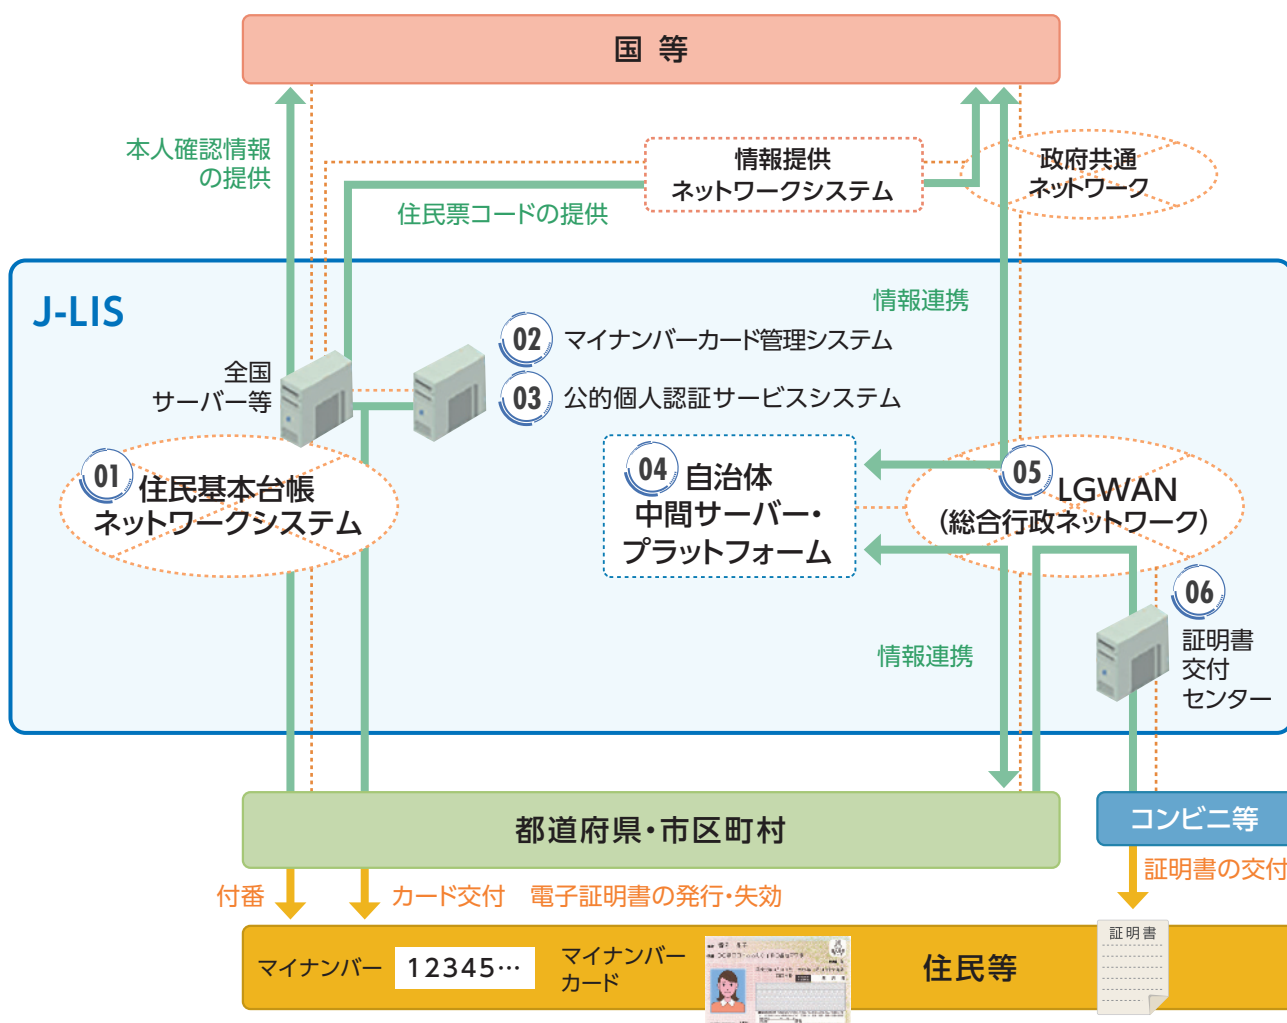 国 等
本人確認情報
の提供
情報提供
ネットワークシステム
政府共通
ネットワーク
住民票コードの提供
J-LIS
情報連携
全国
サーバー等
02 マイナンバーカード管理システム
03 公的個人認証サービスシステム
01 住民基本台帳
ネットワークシステム
04 自治体
中間サーバー・
プラットフォーム
05 LGWAN
(総合行政ネットワーク)
06
証明書
交付
センター
情報連携
都道府県・市区町村
コンビニ等
付番
カード交付 電子証明書の発行・失効
証明書の交付
マイナンバー
12345…
マイナンバー
カード
住民等
証明書